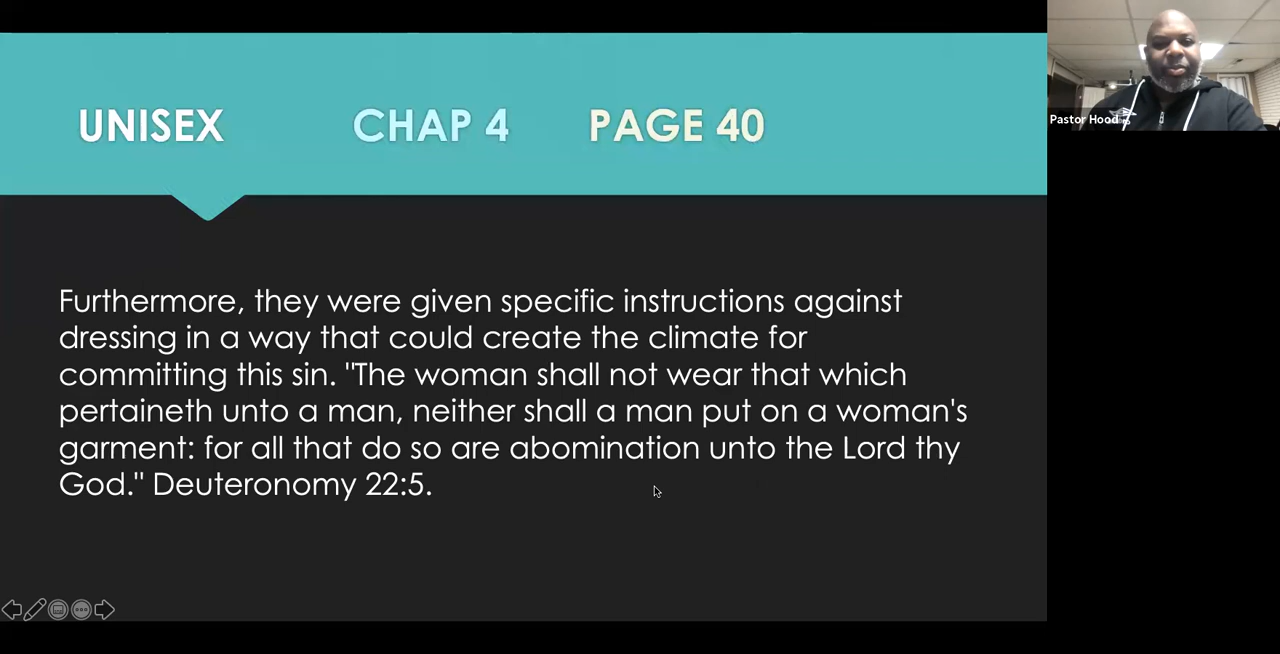 UNISEX CHAP 4 PAGE 40
Furthermore, they were given specific instructions against
dressing in a way that could create the climate for
committing this sin. "The woman shall not wear that which
pertaineth unto a man, neither shall a man put on a woman's
garment: for all that do so are abomination unto the Lord thy
God." Deuteronomy 22:5.
Pastor Hood